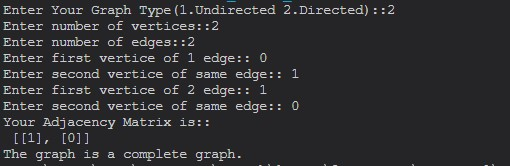 Enter Your Graph Type(1.Undirected 2.Directed)::2
Enter number of vertices::2
Enter number of edges::2
Enter first vertice of 1 edge:: 0
Enter second vertice of same edge:: 1
Enter first vertice of 2 edge:: 1
Enter second vertice of same edge:: 0
Your Adjacency Matrix is::
 [[1], [0]]
The graph is a complete graph.